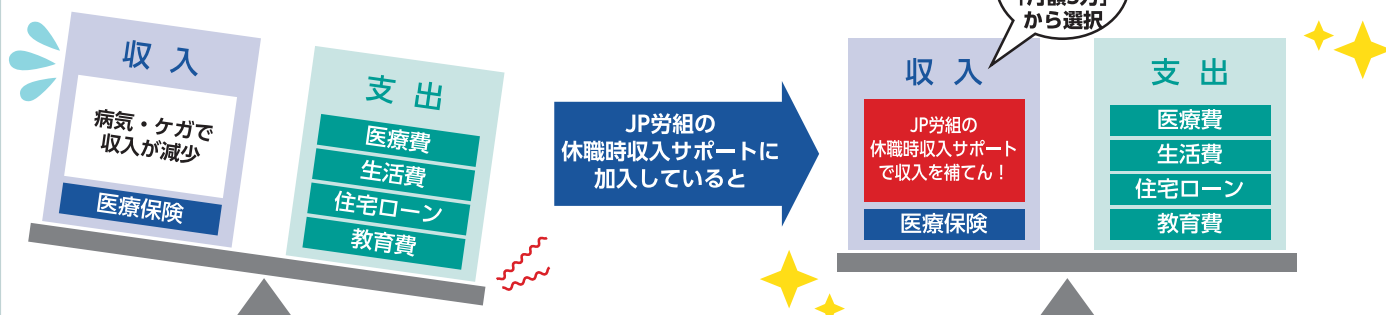 収入
病気・ケガで
収入が減少
医療保険
支出
医療費
生活費
住宅ローン
教育費
JP労組の
休職時収入サポートに
加入していると
から選択
収入
JP労組の
休職時収入サポート
で収入を補てん！
医療保険
支出
医療費
生活費
住宅ローン
教育費